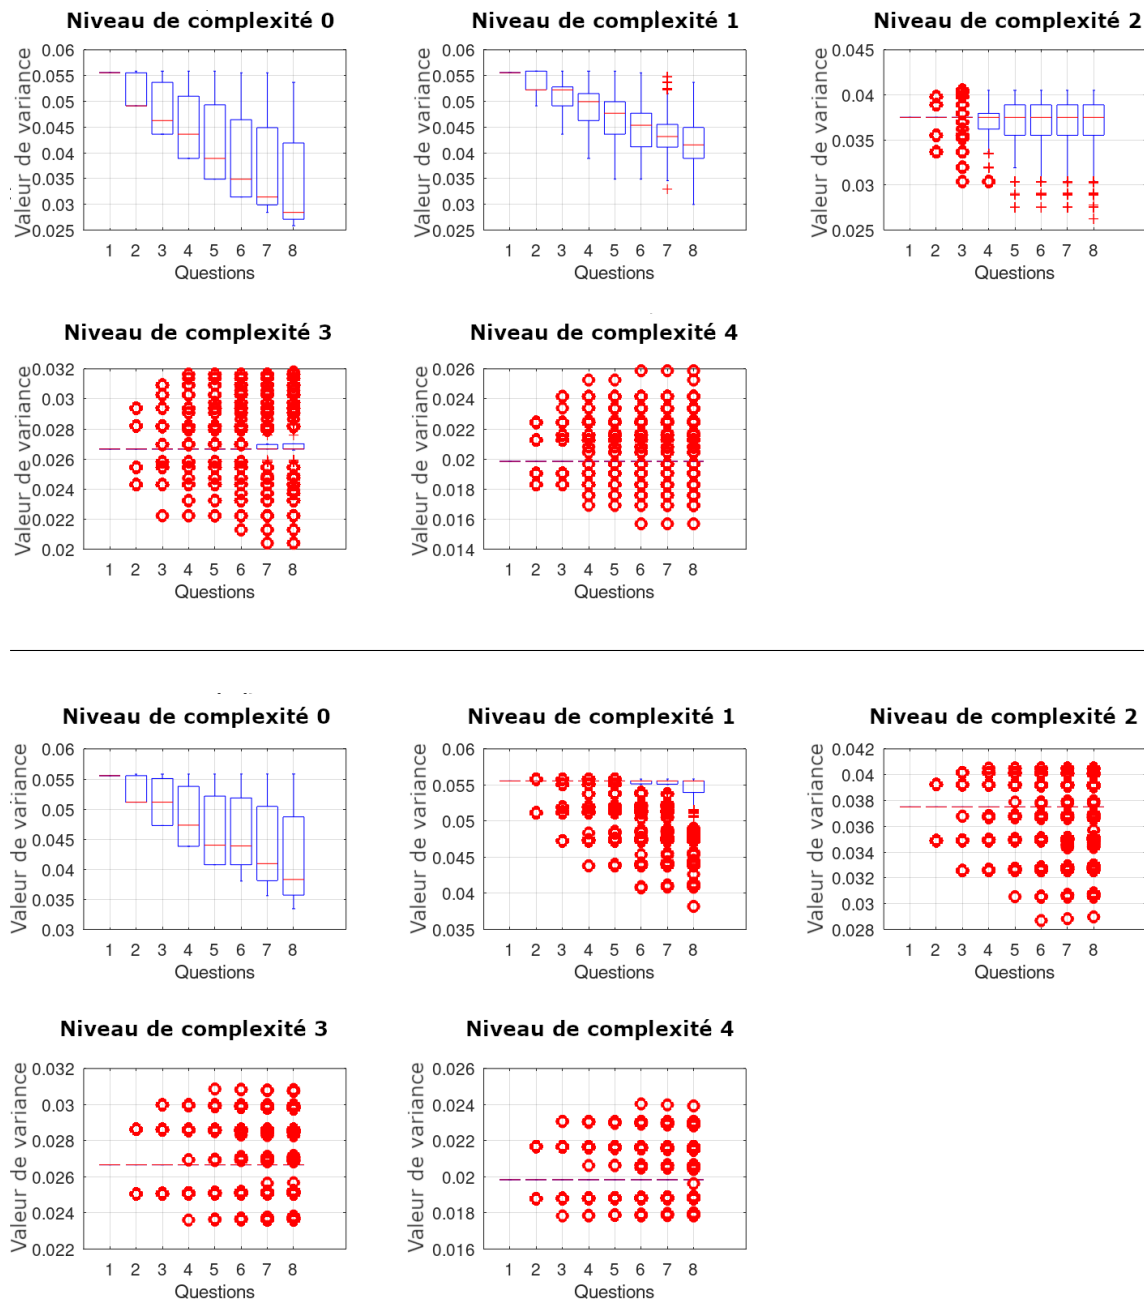 Niveau de complexité 0
Niveau de complexité 1
Niveau de complexité 2
Valeur de variance
0.06
0.055
0.05
0.045
0.04
0.035
0.03
0.025
1 2 3 4 5 6 7 8
Questions
Valeur de variance
0.06
0.055
0.05
0.045
0.04
0.035
0.03
0.025
1 2 3 4 5 6 7 8
Questions
Valeur de variance
0.045
0.04
0.035
0.03
0.025
1 2 3 4 5 6 7 8
Questions
Niveau de complexité 3
Niveau de complexité 4
Valeur de variance
0.032
0.03
0.028
0.026
0.024
0.022
0.02
1 2 3 4 5 6 7 8
Questions
Valeur de variance
0.026
0.024
0.022
0.02
0.018
0.016
0.014
1 2 3 4 5 6 7 8
Questions
Niveau de complexité 0
Niveau de complexité 1
Niveau de complexité 2
Valeur de variance
0.06
0.055
0.05
0.045
0.04
0.035
0.03
1 2 3 4 5 6 7 8
Questions
Valeur de variance
0.06
0.055
0.05
0.045
0.04
0.035
1 2 3 4 5 6 7 8
Questions
Valeur de variance
0.042
0.04
0.038
0.036
0.034
0.032
0.03
0.028
1 2 3 4 5 6 7 8
Questions
Niveau de complexité 3
Niveau de complexité 4
Valeur de variance
0.032
0.03
0.028
0.026
0.024
0.022
1 2 3 4 5 6 7 8
Questions
Valeur de variance
0.026
0.024
0.022
0.02
0.018
0.016
1 2 3 4 5 6 7 8
Questions